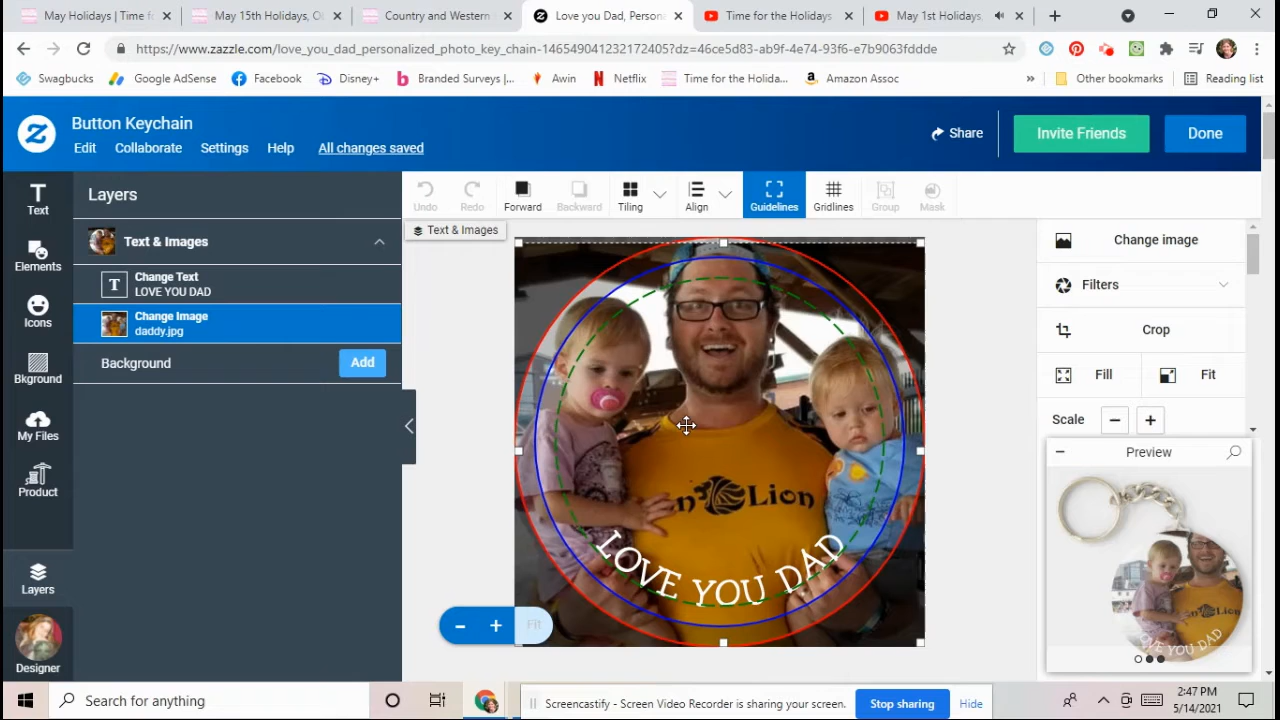 May Holidays | Time f
May 15th Holidays, O
Country and Western
Love you Dad, Persona
Time for the Holidays
May 1st Holidays,
https://www.zazzle.com/love_you_dad_personalized_photo_key_chain-146549041232172405?dz=46ce5d83-ab9f-4e74-93f6-e7b9063fddde
Swagbucks
Google AdSense
Facebook
Disney+
Branded Surveys |...
Awin
Netflix
Time for the Holida...
Amazon Assoc
»
Other bookmarks
Reading list
Button Keychain
Edit
Collaborate
Settings
Help
All changes saved
Share
Invite Friends
Done
Text
Elements
Icons
Bkground
My Files
Product
Layers
Designer
Layers
Text & Images
Change Text
LOVE YOU DAD
Change Image
daddy.jpg
Background
Add
Undo
Redo
Forward
Backward
Tiling
Align
Guidelines
Gridlines
Group
Mask
Text & Images
n Lion
LOVE YOU DAD
Fit
Change image
Filters
Crop
Fill
Fit
Scale
Preview
LOVE YOU DAD
Search for anything
Screencastify - Screen Video Recorder is sharing your screen.
Stop sharing
Hide
2:47 PM
5/14/2021